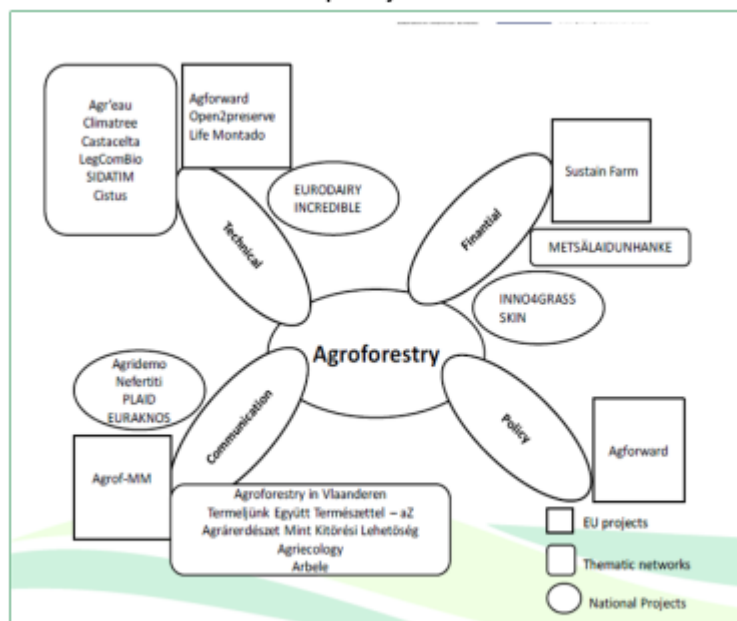 Agr'eau
Climatree
Castacelta
LegComBio
SIDATIM
Cistus
Agforward
Open2preserve
Life Montado
EURODAIRY
INCREDIBLE
Technical
Finantial
Sustain Farm
METSÄLAIDUNHANKE
INNO4GRASS
SKIN
Agroforestry
Agridemo
Nefertiti
PLAID
EURAKNOS
Communication
Policy
Agrof-MM
Agforward
Agroforestry in Vlaanderen
Termeljünk Együtt Természettel – aZ
Agrárerdészet Mint Kitörési Lehetőség
Agriecology
Arbele
EU projects
Thematic networks
National Projects